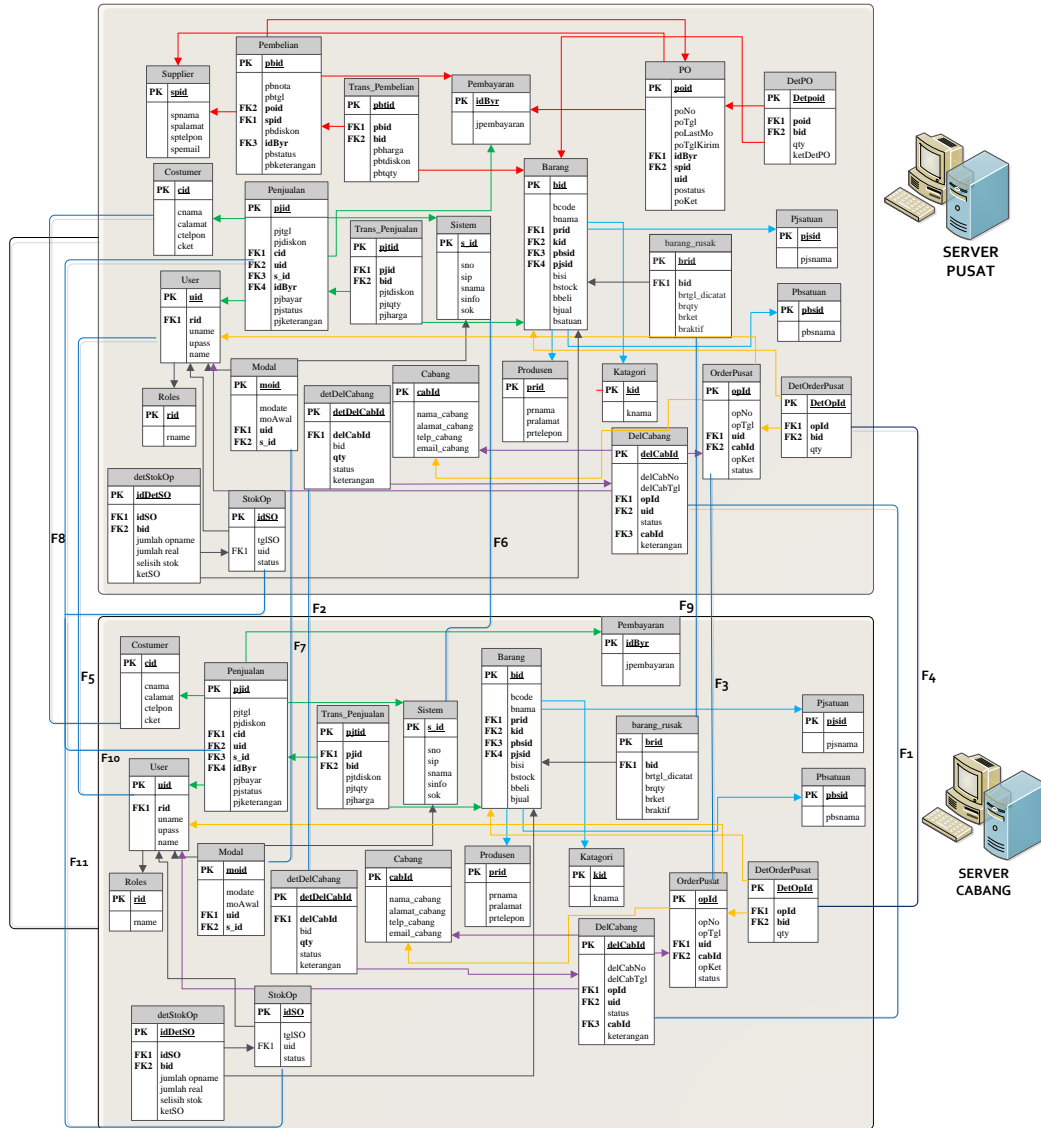 Pembelian
PK pbid
pbnota
pbtgl
FK2 poid
FK1 spid
pbdiskon
FK3 idByr
pbstatus
pbketerangan
Supplier
PK spid
spnama
spalamat
sptelpon
spemail
Trans_Pembelian
PK pbtid
FK1 pbid
FK2 bid
pbharga
pbtdiskon
pbtqty
Pembayaran
PK idByr
jpembayaran
PO
PK poid
poNo
poTgl
poLastMo
poTglKirim
FK1 idByr
FK2 spid
uid
postatus
poKet
DetPO
PK Detpoid
FK1 poid
FK2 bid
qty
ketDetPO
SERVER
PUSAT
Costumer
PK cid
cnama
calamat
ctelpon
cket
Penjualan
PK pjid
pjtgl
pjdiskon
FK1 cid
FK2 uid
FK3 s_id
FK4 idByr
pjbayar
pjstatus
pjketerangan
Trans_Penjualan
PK pjtid
FK1 pjid
FK2 bid
pjtdiskon
pjtqty
pjharga
Sistem
PK s_id
sno
sip
snama
sinfo
sok
Barang
PK bid
bcode
bnama
FK1 prid
FK2 kid
FK3 pbsid
FK4 pjsid
bisi
bstock
bbeli
bjual
bsatuan
barang_rusak
PK brid
FK1 bid
brtgl_dicatat
brqty
brket
braktif
Pjsatuan
PK pjsid
pjsnama
Pbsatuan
PK pbsid
pbsnama
User
PK uid
FK1 rid
uname
upass
name
Roles
PK rid
rname
Modal
PK moid
modate
moAwal
FK1 uid
FK2 s_id
detDelCabang
PK detDelCabId
FK1 delCabId
bid
qty
status
keterangan
Cabang
PK cabId
nama_cabang
alamat_cabang
telp_cabang
email_cabang
Produsen
PK prid
prnama
pralamat
prtelepon
Katagori
PK kid
knama
OrderPusat
PK opId
opNo
opTgl
FK1 uid
FK2 cabId
opKet
status
DetOrderPusat
PK DetOpId
FK1 opId
FK2 bid
qty
DelCabang
PK delCabId
delCabNo
delCabTgl
FK1 opId
FK2 uid
status
FK3 cabId
keterangan
detStokOp
PK idDetSO
FK1 idSO
FK2 bid
jumlah opname
jumlah real
selisih stok
ketSO
StokOp
PK idSO
tglSO
FK1 uid
status
F8
F6
F2
F9
F7
F5
F3
F4
F1
F10
F11
Costumer
PK cid
cnama
calamat
ctelpon
cket
Penjualan
PK pjid
pjtgl
pjdiskon
FK1 cid
FK2 uid
FK3 s_id
FK4 idByr
pjbayar
pjstatus
pjketerangan
Trans_Penjualan
PK pjtid
FK1 pjid
FK2 bid
pjtdiskon
pjtqty
pjharga
Sistem
PK s_id
sno
sip
snama
sinfo
sok
Barang
PK bid
bcode
bnama
FK1 prid
FK2 kid
FK3 pbsid
FK4 pjsid
bisi
bstock
bbeli
bjual
Pembayaran
PK idByr
jpembayaran
barang_rusak
PK brid
FK1 bid
brtgl_dicatat
brqty
brket
braktif
Pjsatuan
PK pjsid
pjsnama
Pbsatuan
PK pbsid
pbsnama
SERVER
CABANG
User
PK uid
FK1 rid
uname
upass
name
Roles
PK rid
rname
Modal
PK moid
modate
moAwal
FK1 uid
FK2 s_id
detDelCabang
PK detDelCabId
FK1 delCabId
bid
qty
status
keterangan
Cabang
PK cabId
nama_cabang
alamat_cabang
telp_cabang
email_cabang
Produsen
PK prid
prnama
pralamat
prtelepon
Katagori
PK kid
knama
OrderPusat
PK opId
opNo
opTgl
FK1 uid
FK2 cabId
opKet
status
DetOrderPusat
PK DetOpId
FK1 opId
FK2 bid
qty
DelCabang
PK delCabId
delCabNo
delCabTgl
FK1 opId
FK2 uid
status
FK3 cabId
keterangan
StokOp
PK idSO
tglSO
FK1 uid
status
detStokOp
PK idDetSO
FK1 idSO
FK2 bid
jumlah opname
jumlah real
selisih stok
ketSO